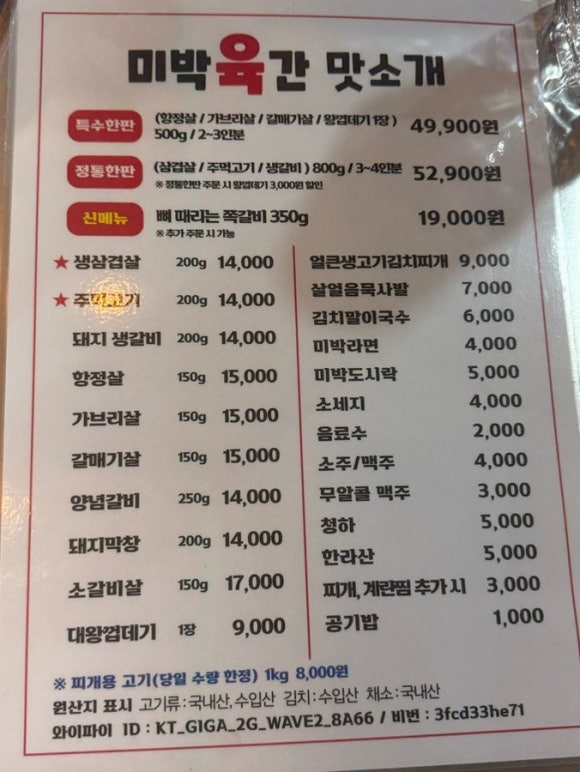 미박육간 맛소개
특수한판 (항정살 / 가브리살 / 갈매기살 / 왕껍데기 1장) 49,900원
500g / 2~3인분
정통한판 (삼겹살 / 주먹고기 / 생갈비) 800g / 3~4인분 52,900원
※ 정통한판 주문 시 왕껍데기 3,000원 할인
신메뉴 뼈 때리는 쪽갈비 350g 19,000원
※ 추가 주문 시 가능
★ 생삼겹살 200g 14,000
★ 주먹고기 200g 14,000
돼지 생갈비 200g 14,000
항정살 150g 15,000
가브리살 150g 15,000
갈매기살 150g 15,000
양념갈비 250g 14,000
돼지막창 200g 14,000
소갈비살 150g 17,000
대왕껍데기 1장 9,000
얼큰생고기김치찌개 9,000
살얼음묵사발 7,000
김치말이국수 6,000
미박라면 4,000
미박도시락 5,000
소세지 4,000
음료수 2,000
소주/맥주 4,000
무알콜 맥주 3,000
청하 5,000
한라산 5,000
찌개, 계란찜 추가 시 3,000
공기밥 1,000
※ 찌개용 고기(당일 수량 한정) 1kg 8,000원
원산지 표시 고기류:국내산,수입산 김치:수입산 채소:국내산
와이파이 ID : KT_GIGA_2G_WAVE2_8A66 / 비번 : 3fcd33he71